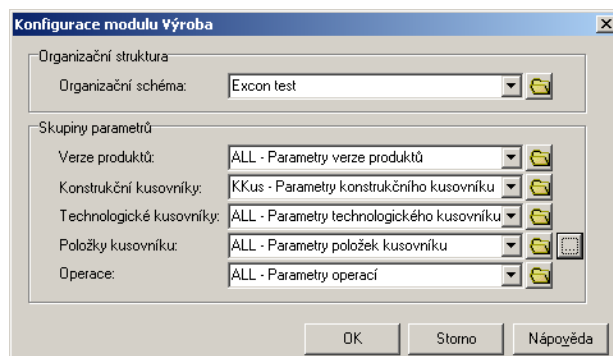 Konfigurace modulu Výroba
Organizační struktura
Organizační schéma: Excon test
Skupiny parametrů
Verze produktů: ALL - Parametry verze produktů
Konstrukční kusovníky: KKus - Parametry konstrukčního kusovníku
Technologické kusovníky: ALL - Parametry technologického kusovníku
Položky kusovníku: ALL - Parametry položek kusovníku ...
Operace: ALL - Parametry operací
OK Storno Nápověda